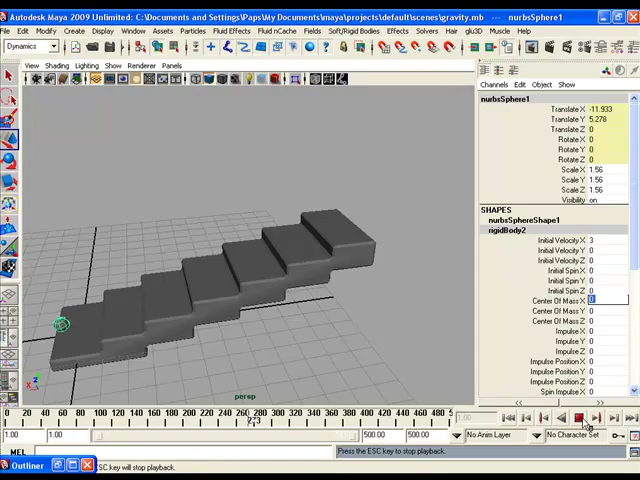 Autodesk Maya 2009 Unlimited: C:\Documents and Settings\Paps\My Documents\maya\projects\default\scenes\gravity.mb --- nurbsSphere1
File Edit Modify Create Display Window Assets Particles Fluid Effects Fluid nCache Fields Soft/Rigid Bodies Effects Solvers Hair glu3D Muscle Help
Dynamics
View Shading Lighting Show Renderer Panels
Channels Edit Object Show
nurbsSphere1
Translate X -11.933
Translate Y 5.278
Translate Z 0
Rotate X 0
Rotate Y 0
Rotate Z 0
Scale X 1.56
Scale Y 1.56
Scale Z 1.56
Visibility on
SHAPES
nurbsSphereShape1
rigidBody2
Initial Velocity X 3
Initial Velocity Y 0
Initial Velocity Z 0
Initial Spin X 0
Initial Spin Y 0
Initial Spin Z 0
Center Of Mass X 0
Center Of Mass Y 0
Center Of Mass Z 0
Impulse X 0
Impulse Y 0
Impulse Z 0
Impulse Position X 0
Impulse Position Y 0
Impulse Position Z 0
Spin Impulse X 0
persp
0 20 40 60 80 100 120 140 160 180 200 220 240 260 280 300 320 340 360 380 400 420 440 460 480
273
1.00
1.00 1.00 500.00 500.00 No Anim Layer No Character Set
MEL Press the ESC key to stop playback.
Outliner ESC key will stop playback.